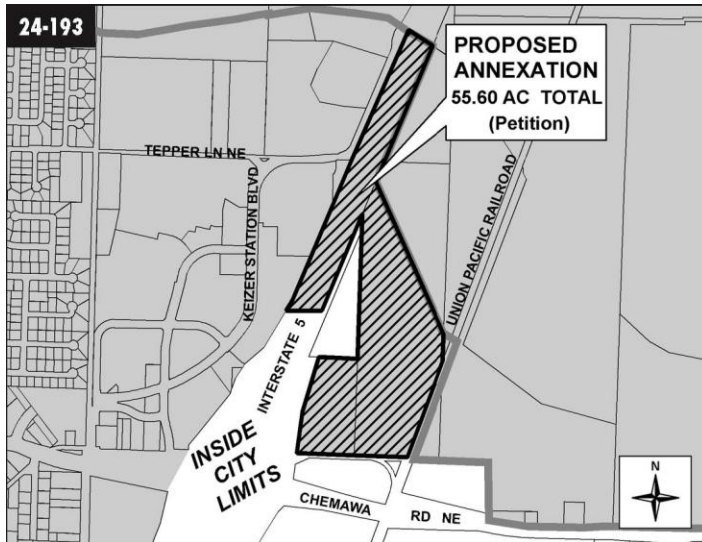 24-193
PROPOSED
ANNEXATION
55.60 AC TOTAL
(Petition)
TEPPER LN NE
KEIZER STATION BLVD
UNION PACIFIC RAILROAD
INTERSTATE 5
INSIDE
CITY
LIMITS
CHEMAWA RD NE
N